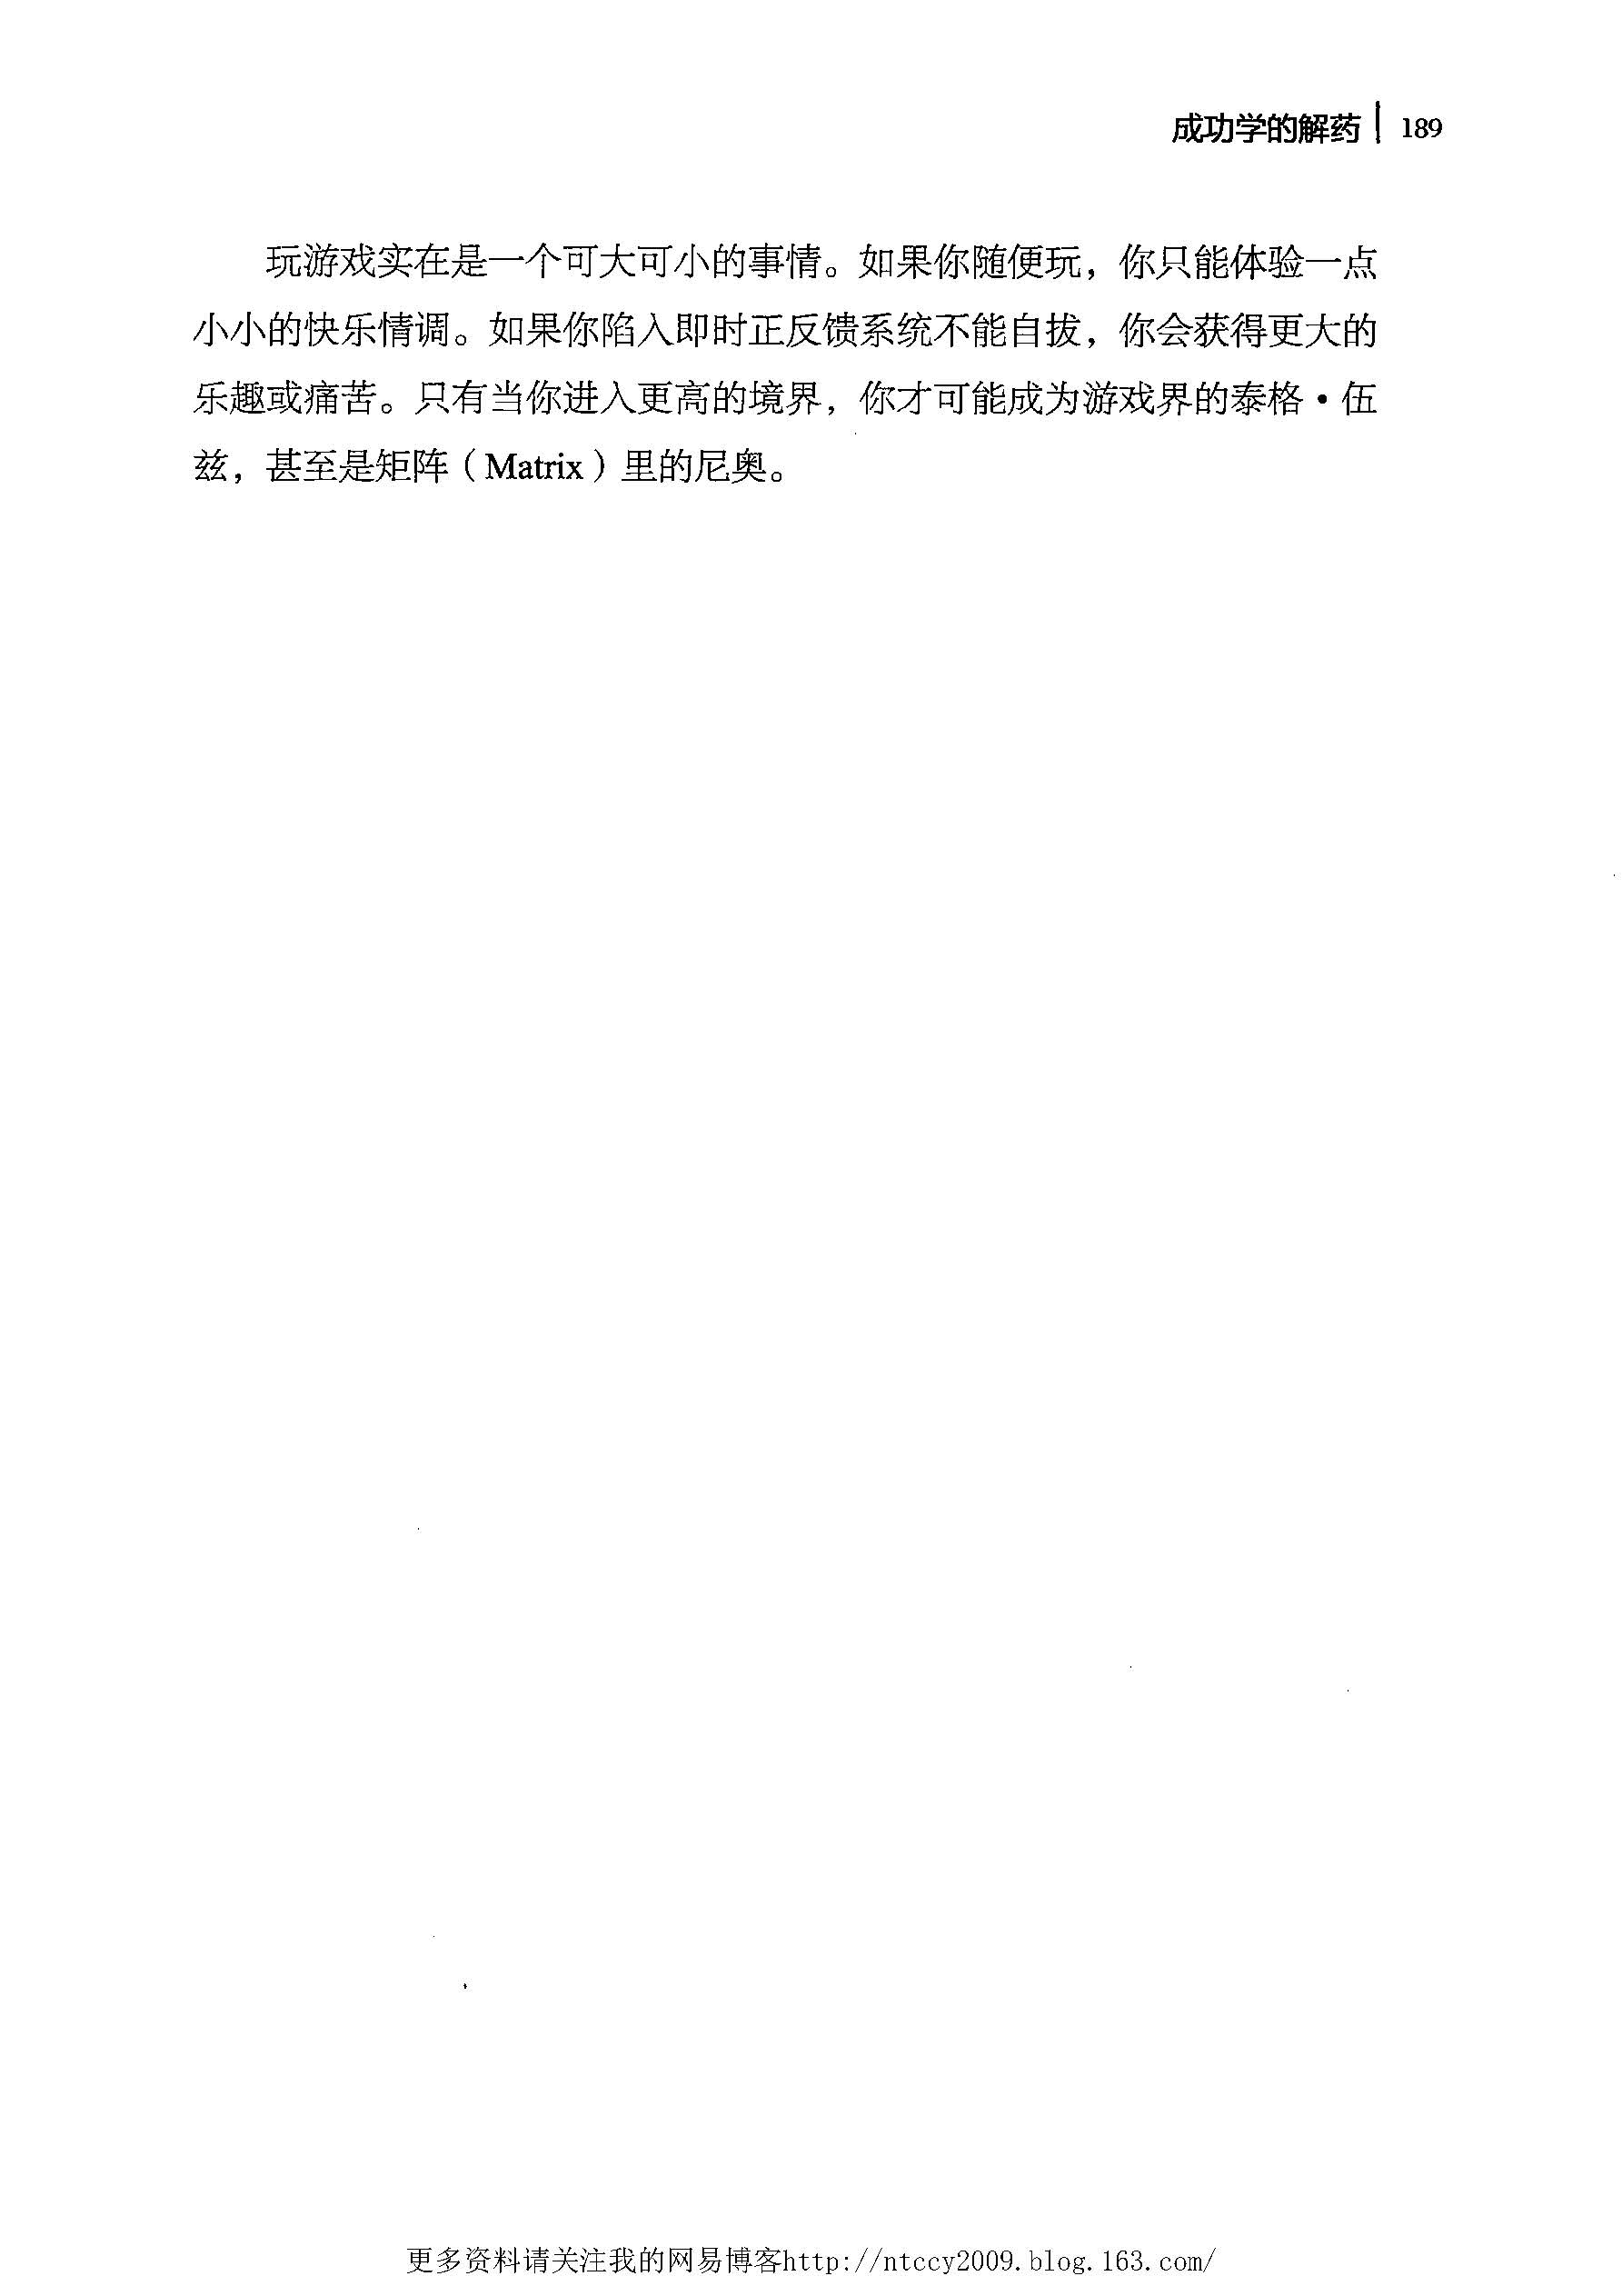 成功学的解药 189
玩游戏实在是一个可大可小的事情。如果你随便玩，你只能体验一点
小小的快乐情调。如果你陷入即时正反馈系统不能自拔，你会获得更大的
乐趣或痛苦。只有当你进入更高的境界，你才可能成为游戏界的泰格·伍
兹，甚至是矩阵（Matrix）里的尼奥。
更多资料请关注我的网易博客http://ntccy2009.blog.163.com/